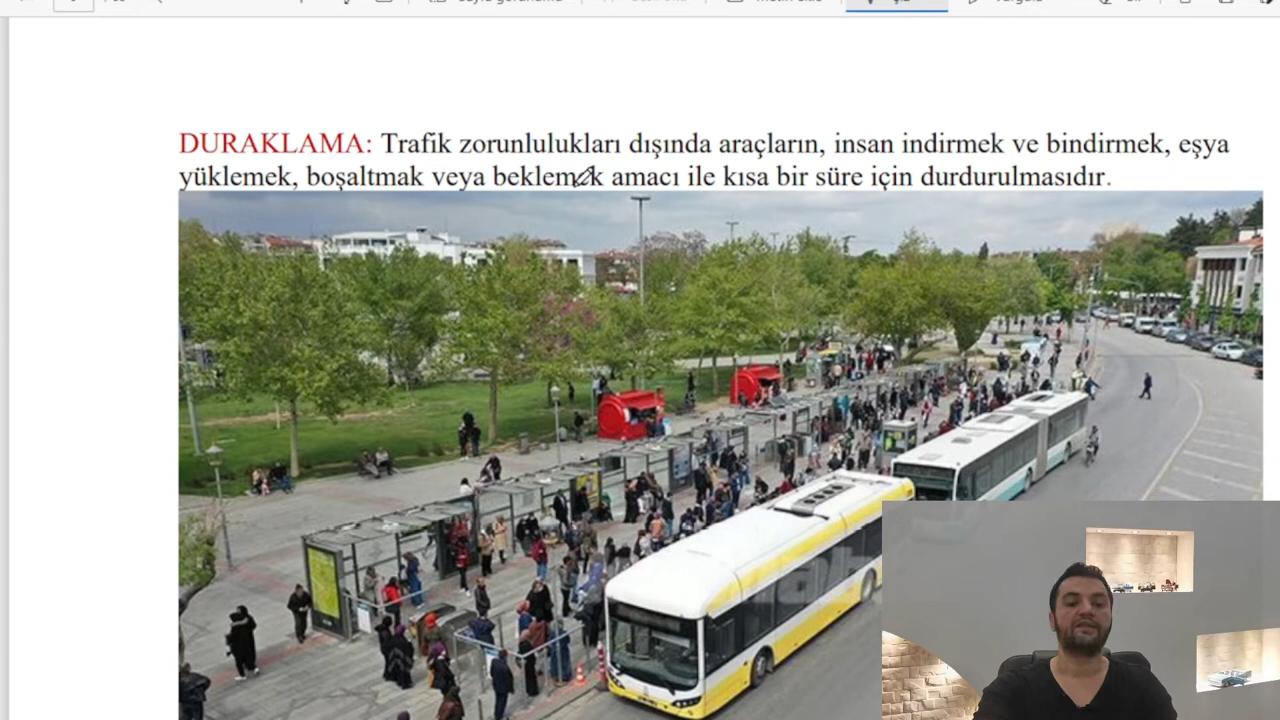 DURAKLAMA: Trafik zorunlulukları dışında araçların, insan indirmek ve bindirmek, eşya
yüklemek, boşaltmak veya beklemek amacı ile kısa bir süre için durdurulmasıdır.